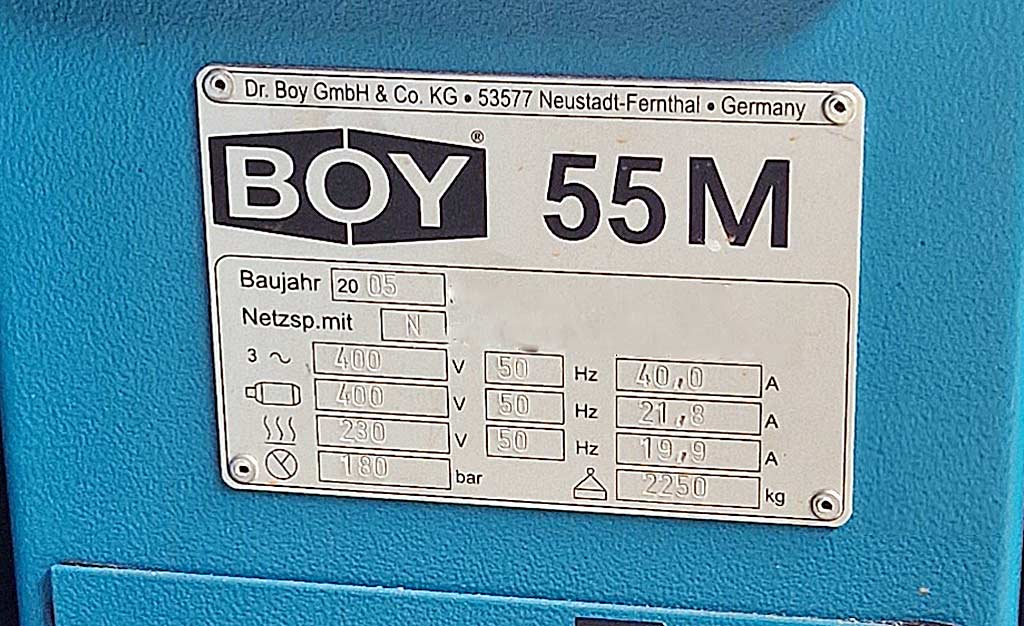 Dr. Boy GmbH & Co. KG • 53577 Neustadt-Fernthal • Germany
BOY® 55 M
Baujahr 20 05
Netzsp.mit N
3 ~ 400 V 50 Hz 40,0 A
400 V 50 Hz 21,8 A
230 V 50 Hz 19,9 A
180 bar 2250 kg